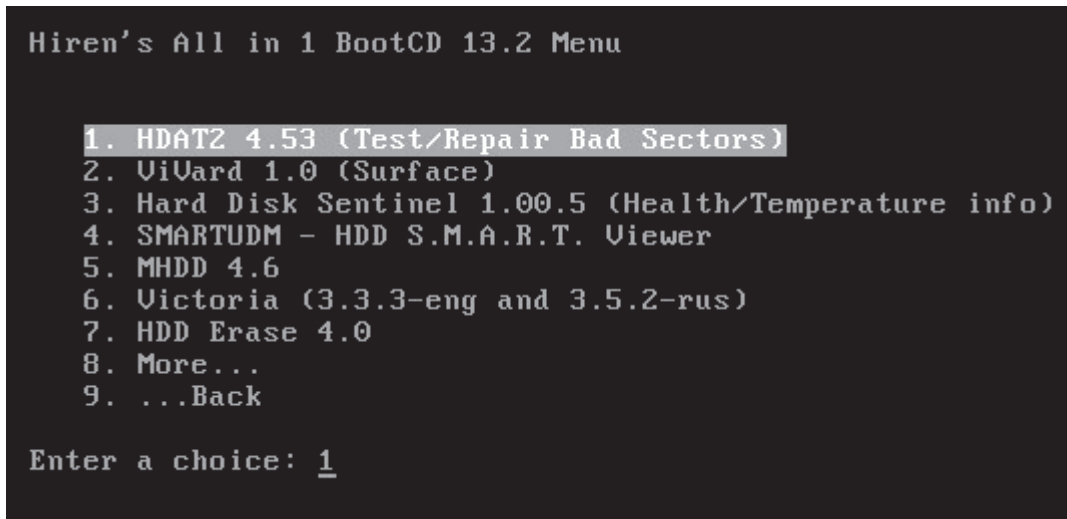 Hiren's All in 1 BootCD 13.2 Menu
1. HDAT2 4.53 (Test/Repair Bad Sectors)
2. ViVard 1.0 (Surface)
3. Hard Disk Sentinel 1.00.5 (Health/Temperature info)
4. SMARTUDM - HDD S.M.A.R.T. Viewer
5. MHDD 4.6
6. Victoria (3.3.3-eng and 3.5.2-rus)
7. HDD Erase 4.0
8. More...
9. ...Back
Enter a choice: 1